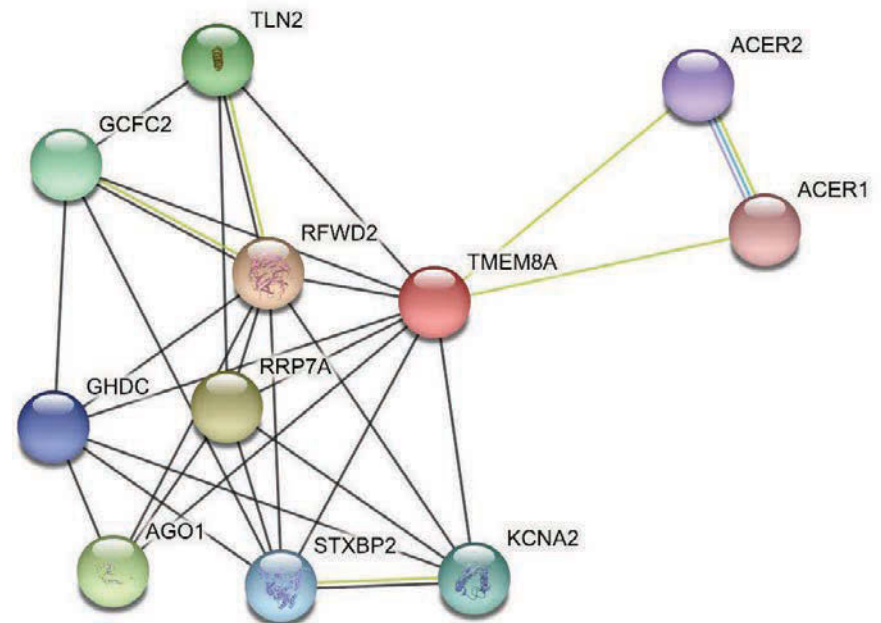 TLN2
ACER2
GCFC2
ACER1
RFWD2
TMEM8A
RRP7A
GHDC
AGO1
STXBP2
KCNA2